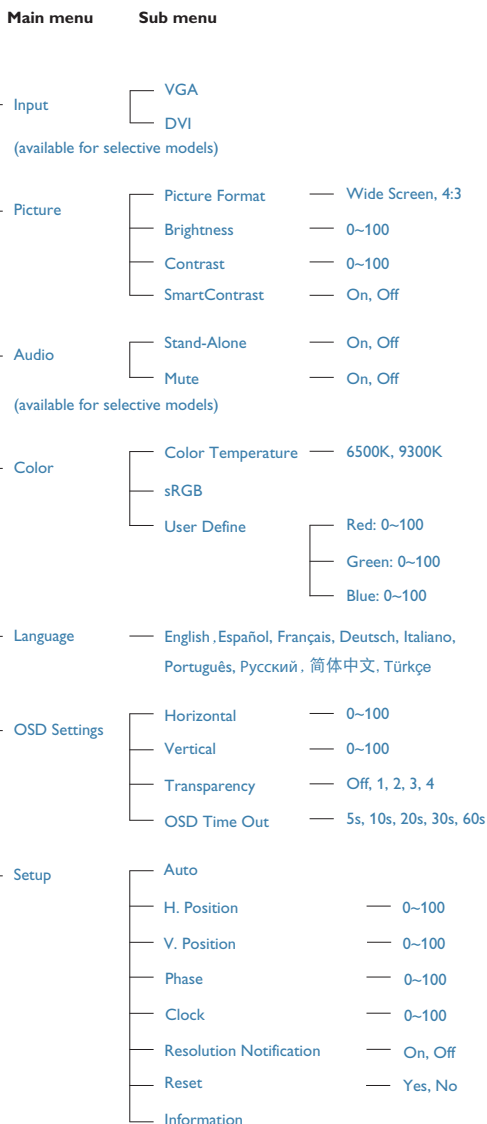 Main menu Sub menu
VGA
Input
DVI
(available for selective models)
Picture Format Wide Screen, 4:3
Picture
Brightness 0~100
Contrast 0~100
SmartContrast On, Off
Stand-Alone On, Off
Audio
Mute On, Off
(available for selective models)
Color Temperature 6500K, 9300K
Color
sRGB
User Define Red: 0~100
Green: 0~100
Blue: 0~100
Language English, Español, Français, Deutsch, Italiano,
Português, Русский, 简体中文, Türkçe
Horizontal 0~100
OSD Settings
Vertical 0~100
Transparency Off, 1, 2, 3, 4
OSD Time Out 5s, 10s, 20s, 30s, 60s
Auto
Setup
H. Position 0~100
V. Position 0~100
Phase 0~100
Clock 0~100
Resolution Notification On, Off
Reset Yes, No
Information